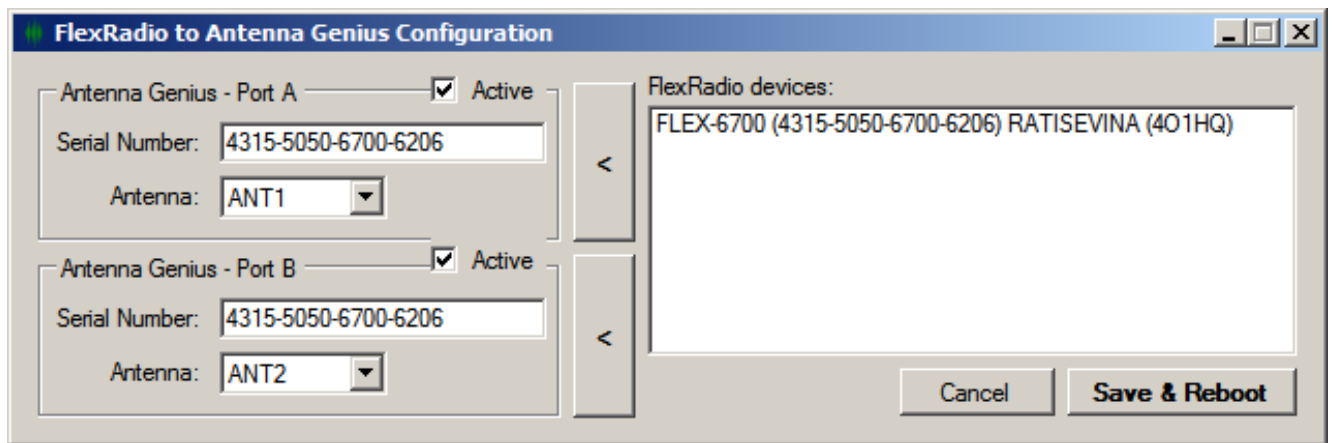 FlexRadio to Antenna Genius Configuration
Antenna Genius - Port A
Active
Serial Number: 4315-5050-6700-6206
Antenna: ANT1
<
Antenna Genius - Port B
Active
Serial Number: 4315-5050-6700-6206
Antenna: ANT2
<
FlexRadio devices:
FLEX-6700 (4315-5050-6700-6206) RATISEVINA (4O1HQ)
Cancel
Save & Reboot